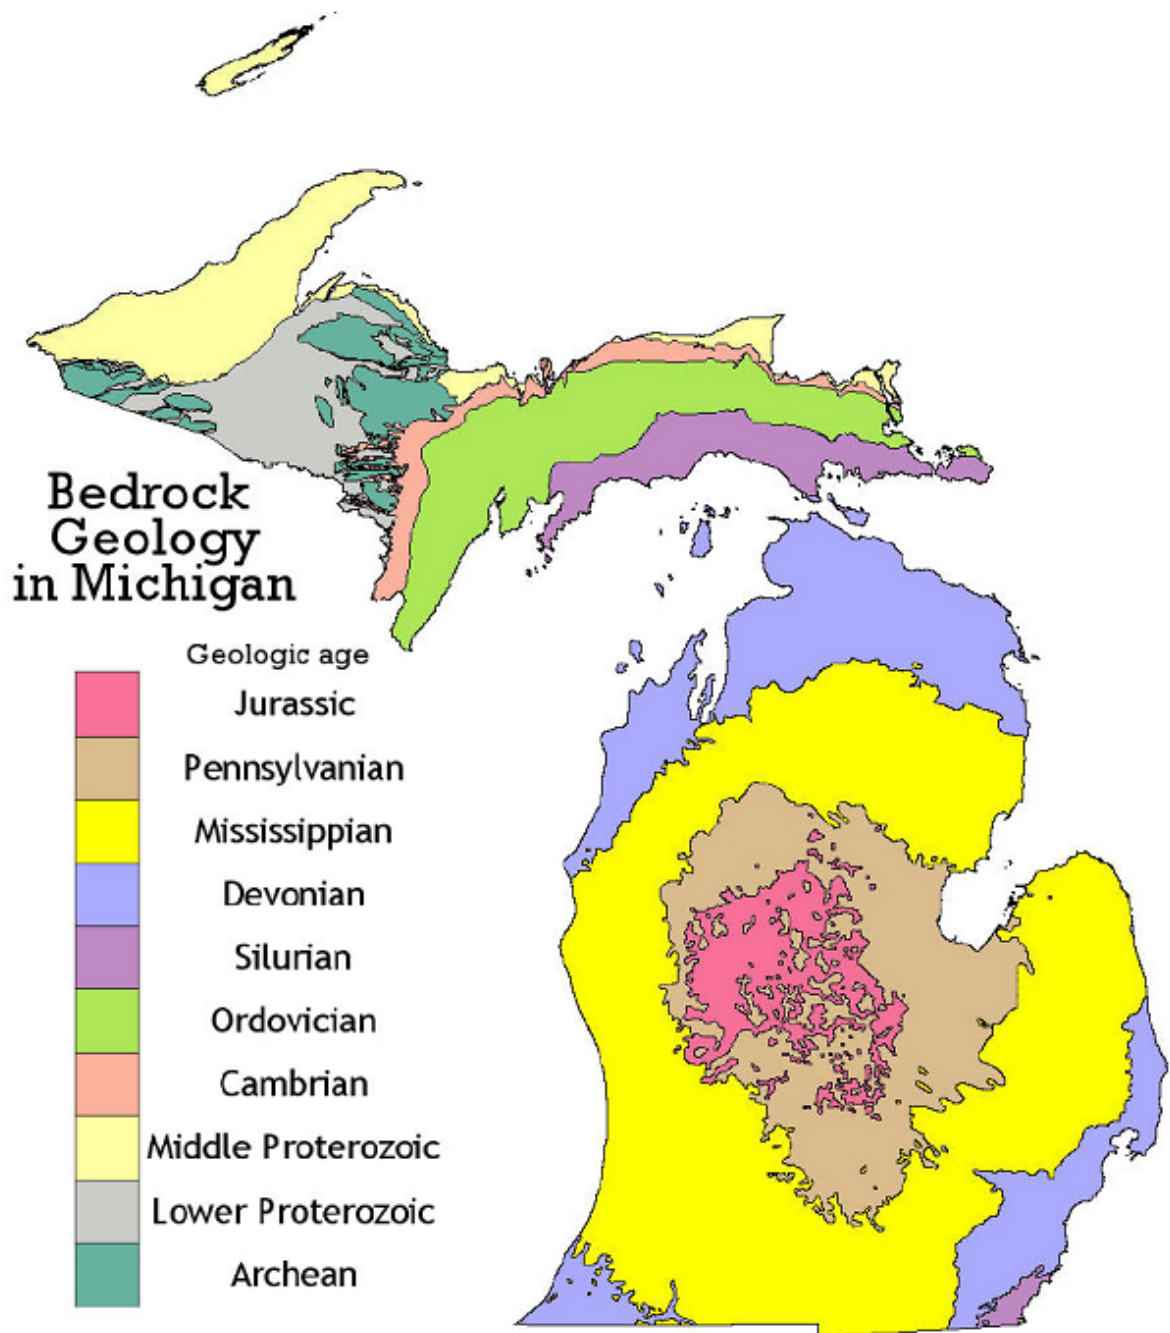 Bedrock
Geology
in Michigan
Geologic age
Jurassic
Pennsylvanian
Mississippian
Devonian
Silurian
Ordovician
Cambrian
Middle Proterozoic
Lower Proterozoic
Archean